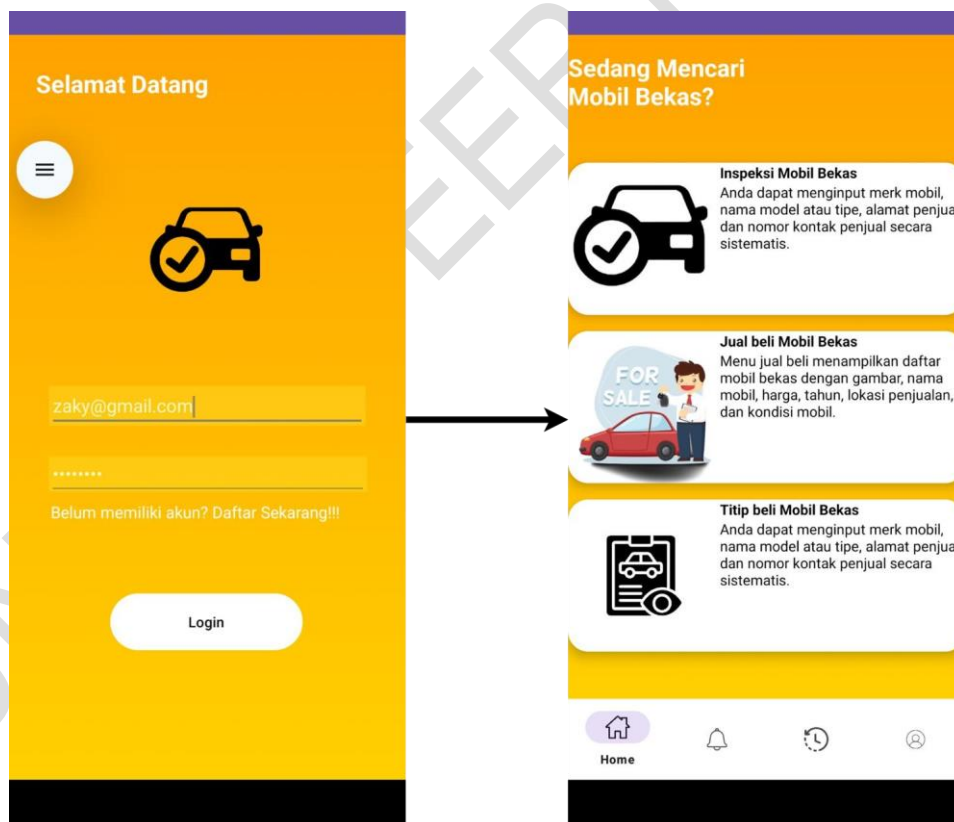 Selamat Datang
zaky@gmail.com
Belum memiliki akun? Daftar Sekarang!!!
Login
Sedang Mencari
Mobil Bekas?
Inspeksi Mobil Bekas
Anda dapat menginput merk mobil,
nama model atau tipe, alamat penjua
dan nomor kontak penjual secara
sistematis.
FOR
SALE
Jual beli Mobil Bekas
Menu jual beli menampilkan daftar
mobil bekas dengan gambar, nama
mobil, harga, tahun, lokasi penjualan,
dan kondisi mobil.
Titip beli Mobil Bekas
Anda dapat menginput merk mobil,
nama model atau tipe, alamat penjua
dan nomor kontak penjual secara
sistematis.
Home